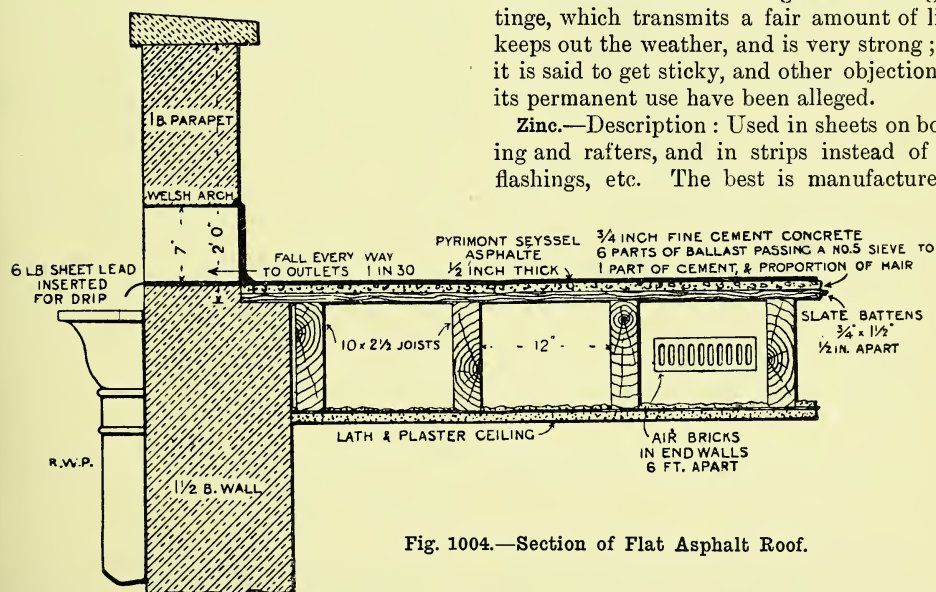 tinge, which transmits a fair amount of
keeps out the weather, and is very strong ;
it is said to get sticky, and other objection
its permanent use have been alleged.
Zinc.—Description : Used in sheets on
ing and rafters, and in strips instead of
flashings, etc. The best is manufacture
1 B. PARAPET
WELSH ARCH
7"
2'0"
6 LB SHEET LEAD
INSERTED
FOR DRIP
FALL EVERY WAY
TO OUTLETS 1 IN 30
PYRIMONT SEYSSEL
ASPHALTE
1/2 INCH THICK
3/4 INCH FINE CEMENT CONCRETE
6 PARTS OF BALLAST PASSING A NO.5 SIEVE TO
1 PART OF CEMENT, & PROPORTION OF HAIR
SLATE BATTENS
3/4" x 1 1/2"
1/2 IN. APART
10 x 2 1/2 JOISTS
12"
LATH & PLASTER CEILING
AIR BRICKS
IN END WALLS
6 FT. APART
R.W.P.
1 1/2 B. WALL
Fig. 1004.—Section of Flat Asphalt Roof.